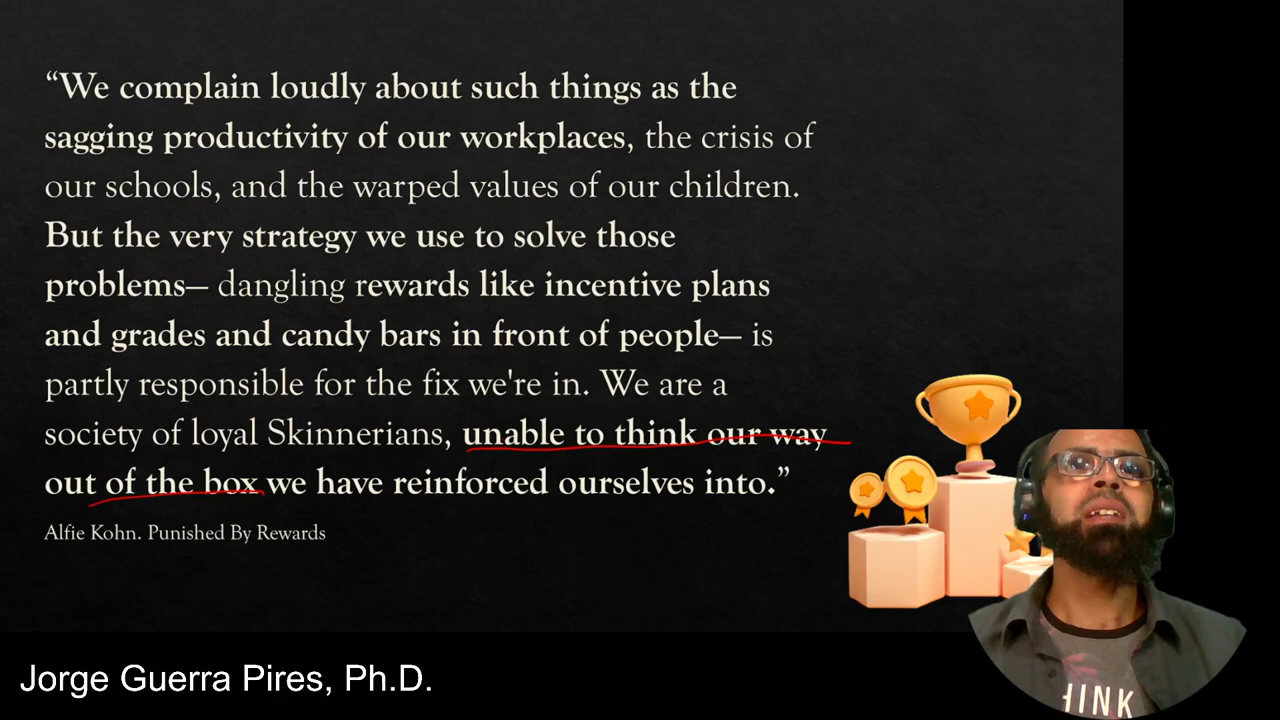 “We complain loudly about such things as the
sagging productivity of our workplaces, the crisis of
our schools, and the warped values of our children.
But the very strategy we use to solve those
problems— dangling rewards like incentive plans
and grades and candy bars in front of people— is
partly responsible for the fix we're in. We are a
society of loyal Skinnerians, unable to think our way
out of the box we have reinforced ourselves into.”
Alfie Kohn. Punished By Rewards
Jorge Guerra Pires, Ph.D.